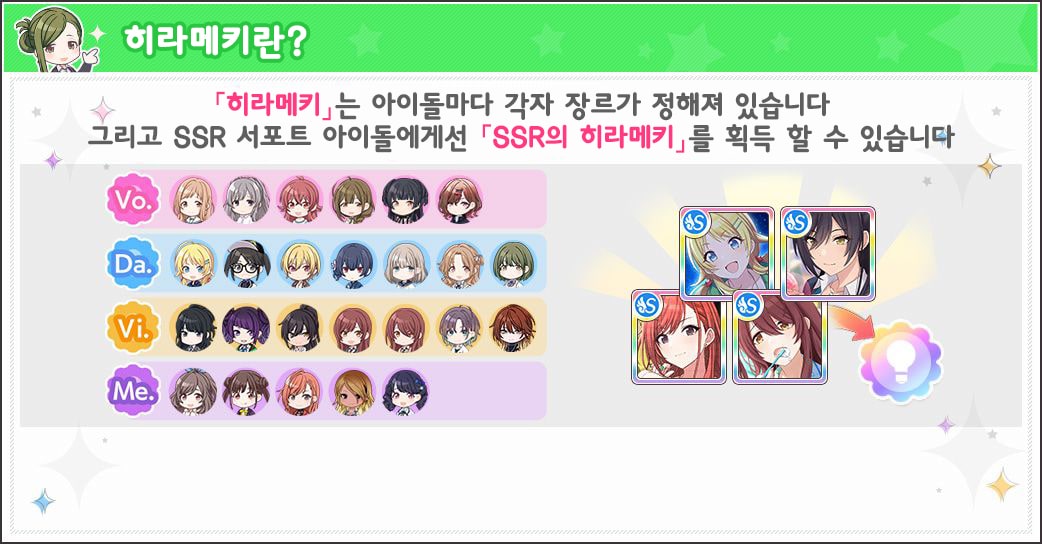 히라메키란?
「히라메키」는 아이돌마다 각자 장르가 정해져 있습니다
그리고 SSR 서포트 아이돌에게선 「SSR의 히라메키」를 획득 할 수 있습니다
Vo.
Da.
Vi.
Me.
S
S
S
S